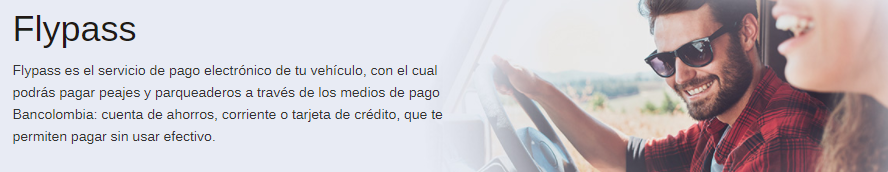 Flypass
Flypass es el servicio de pago electrónico de tu vehículo, con el cual
podrás pagar peajes y parqueaderos a través de los medios de pago
Bancolombia: cuenta de ahorros, corriente o tarjeta de crédito, que te
permiten pagar sin usar efectivo.